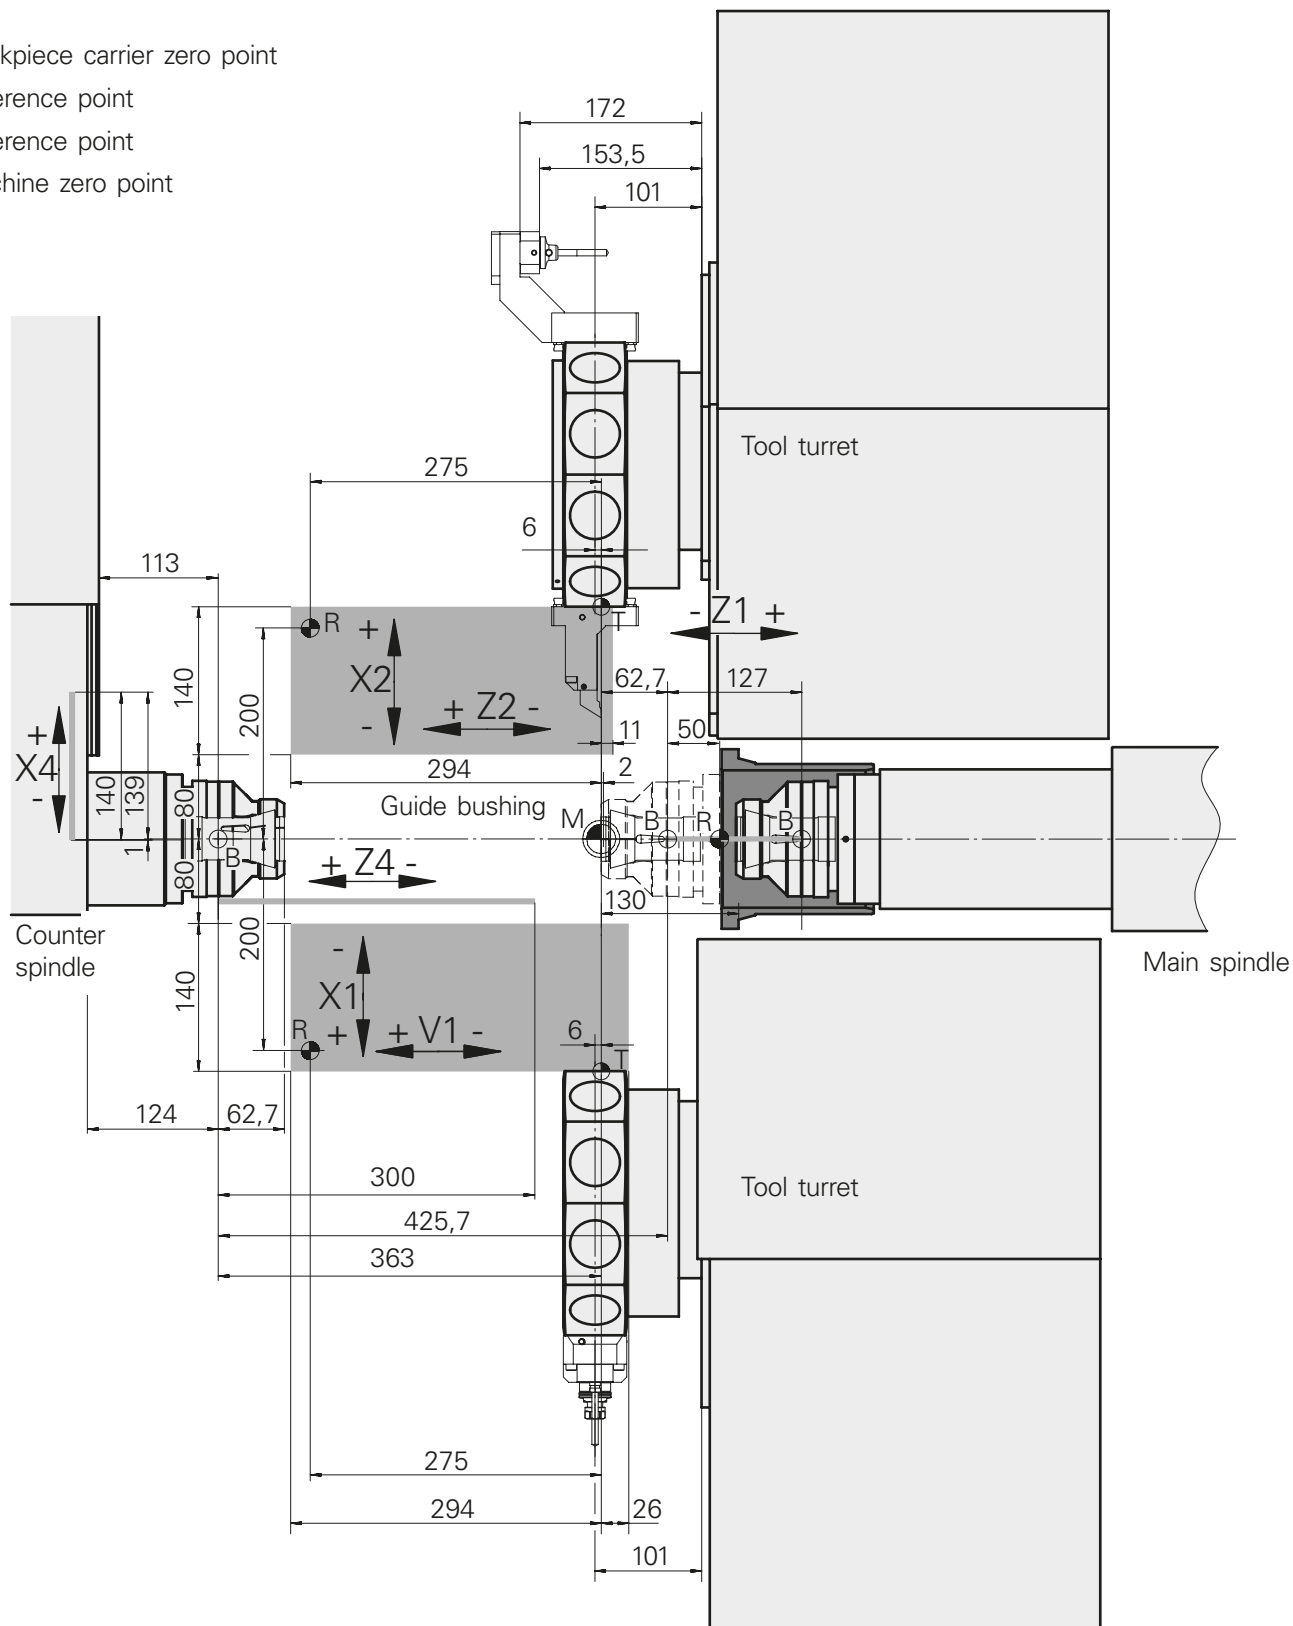 kpiece carrier zero point
erence point
erence point
chine zero point
172
153,5
101
Tool turret
275
6
113
R
+
X2
-
T
- Z1 +
140
200
+ Z2 -
62,7
127
11
50
+
X4
-
140
139
1
80
80
294
2
Guide bushing
M
B
R
B
B
+ Z4 -
130
Counter
spindle
Main spindle
140
200
-
X1
+
R
+ V1 -
6
T
124
62,7
300
Tool turret
425,7
363
275
294
26
101